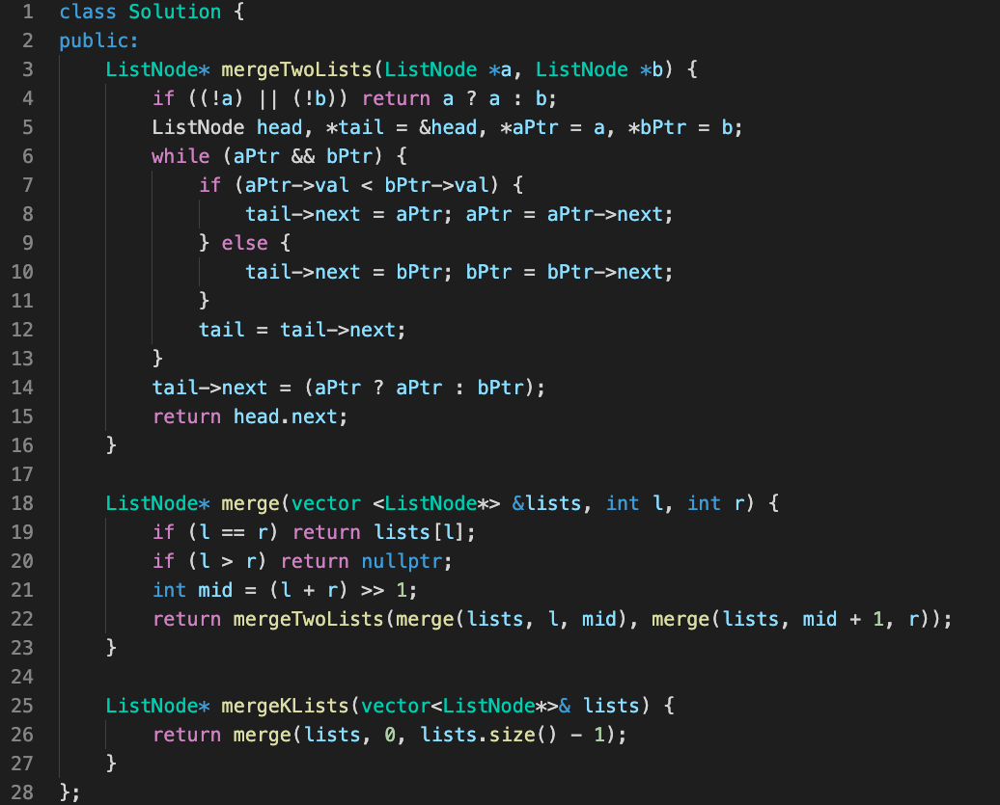 1 class Solution {
2 public:
3     ListNode* mergeTwoLists(ListNode *a, ListNode *b) {
4         if ((!a) || (!b)) return a ? a : b;
5         ListNode head, *tail = &head, *aPtr = a, *bPtr = b;
6         while (aPtr && bPtr) {
7             if (aPtr->val < bPtr->val) {
8                 tail->next = aPtr; aPtr = aPtr->next;
9             } else {
10                 tail->next = bPtr; bPtr = bPtr->next;
11             }
12             tail = tail->next;
13         }
14         tail->next = (aPtr ? aPtr : bPtr);
15         return head.next;
16     }
17
18     ListNode* merge(vector <ListNode*> &lists, int l, int r) {
19         if (l == r) return lists[l];
20         if (l > r) return nullptr;
21         int mid = (l + r) >> 1;
22         return mergeTwoLists(merge(lists, l, mid), merge(lists, mid + 1, r));
23     }
24
25     ListNode* mergeKLists(vector<ListNode*>& lists) {
26         return merge(lists, 0, lists.size() - 1);
27     }
28 };